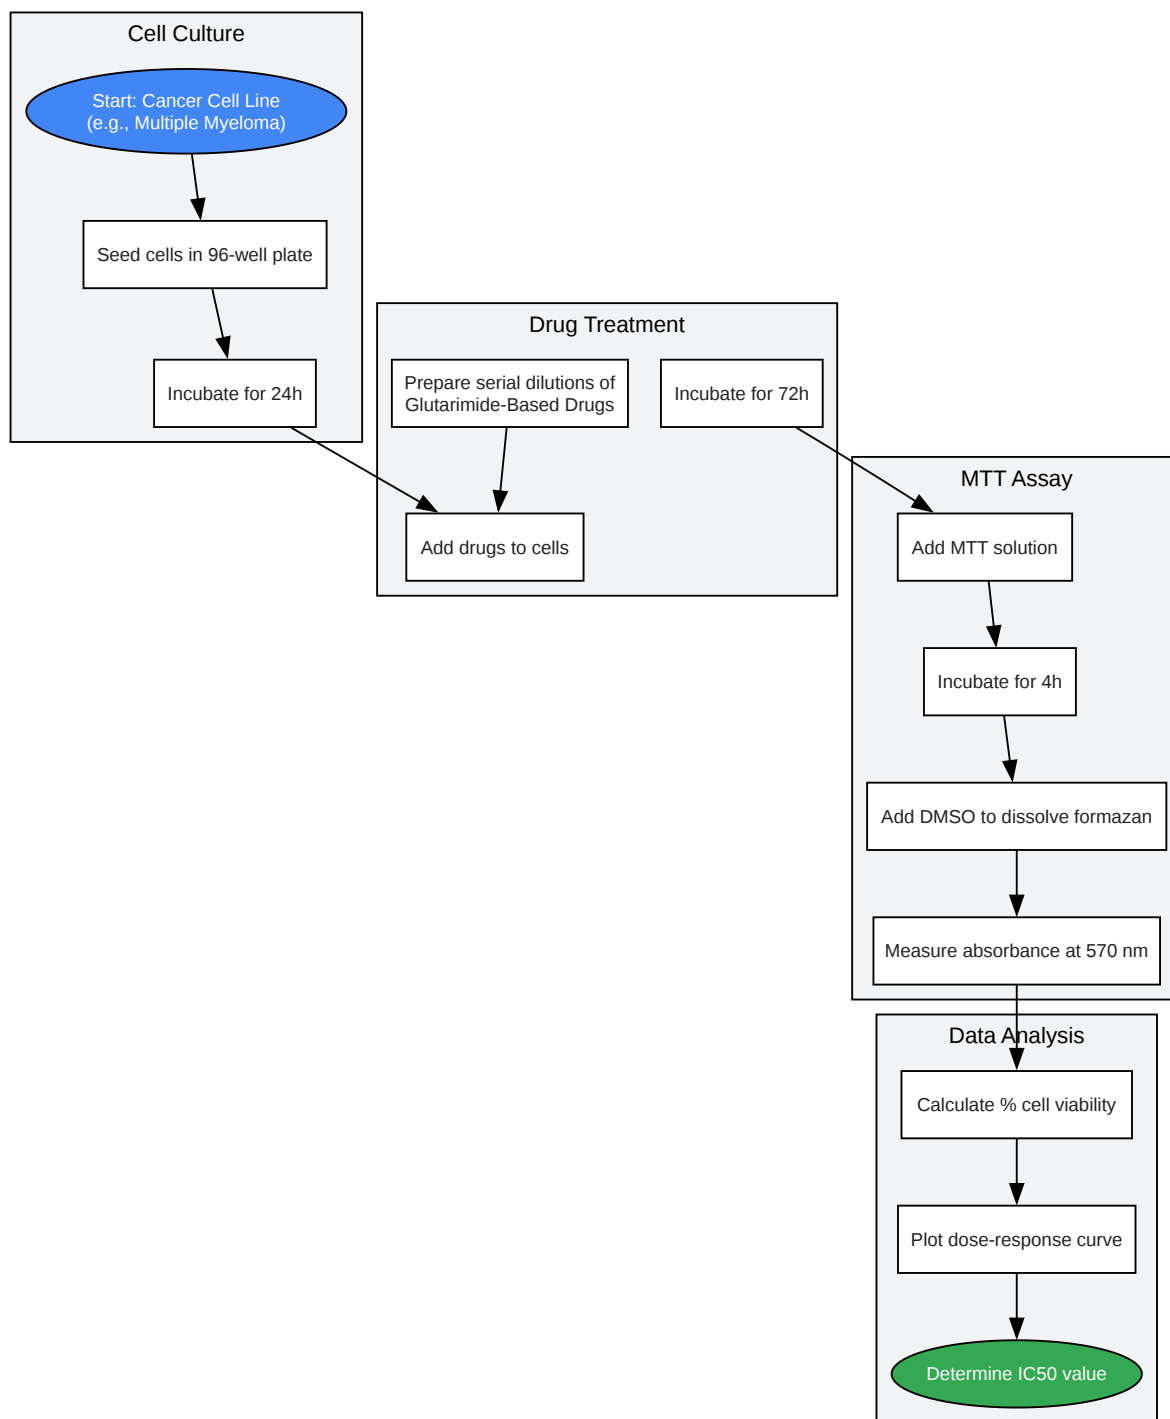 Cell Culture
Start: Cancer Cell Line
(e.g., Multiple Myeloma)
Seed cells in 96-well plate
Incubate for 24h
Drug Treatment
Prepare serial dilutions of
Glutarimide-Based Drugs
Incubate for 72h
Add drugs to cells
MTT Assay
Add MTT solution
Incubate for 4h
Add DMSO to dissolve formazan
Measure absorbance at 570 nm
Data Analysis
Calculate % cell viability
Plot dose-response curve
Determine IC50 value